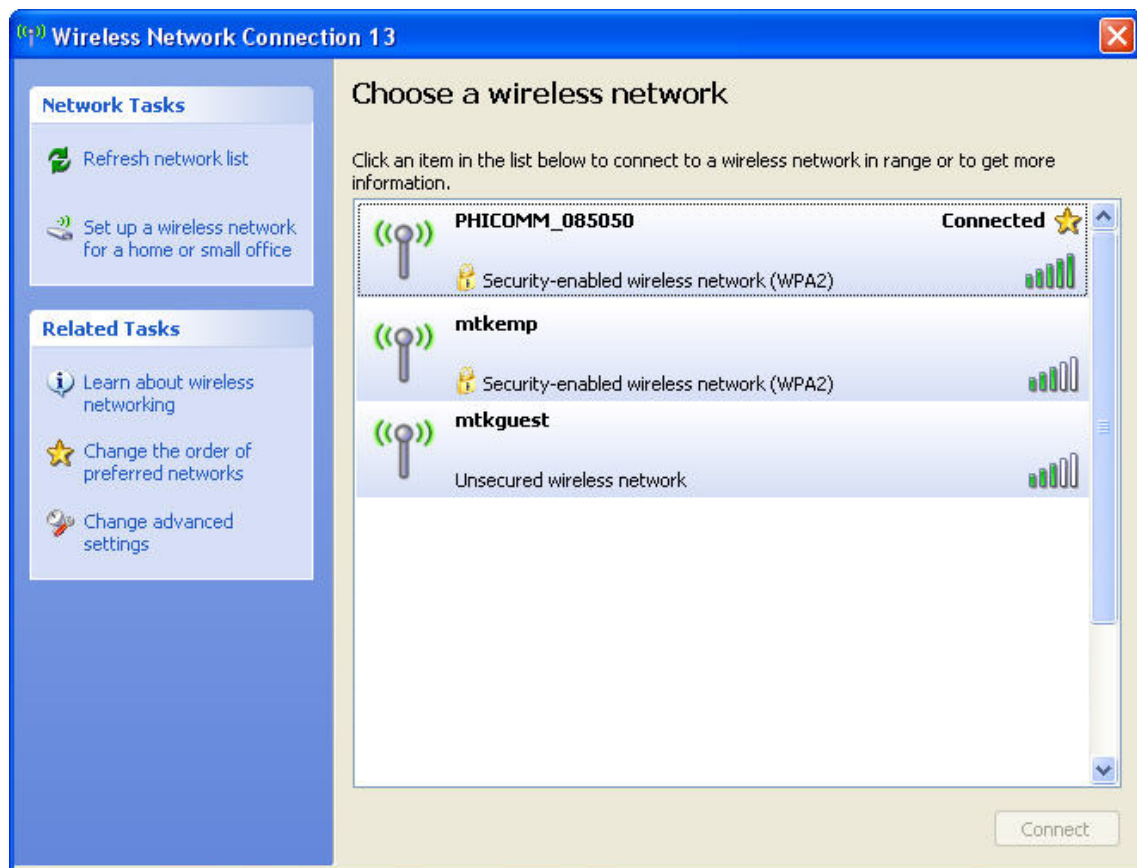 Wireless Network Connection 13
Network Tasks
Refresh network list
Set up a wireless network
for a home or small office
Related Tasks
Learn about wireless
networking
Change the order of
preferred networks
Change advanced
settings
Choose a wireless network
Click an item in the list below to connect to a wireless network in range or to get more
information.
PHICOMM_085050 Connected
Security-enabled wireless network (WPA2)
mtkemp
Security-enabled wireless network (WPA2)
mtkguest
Unsecured wireless network
Connect